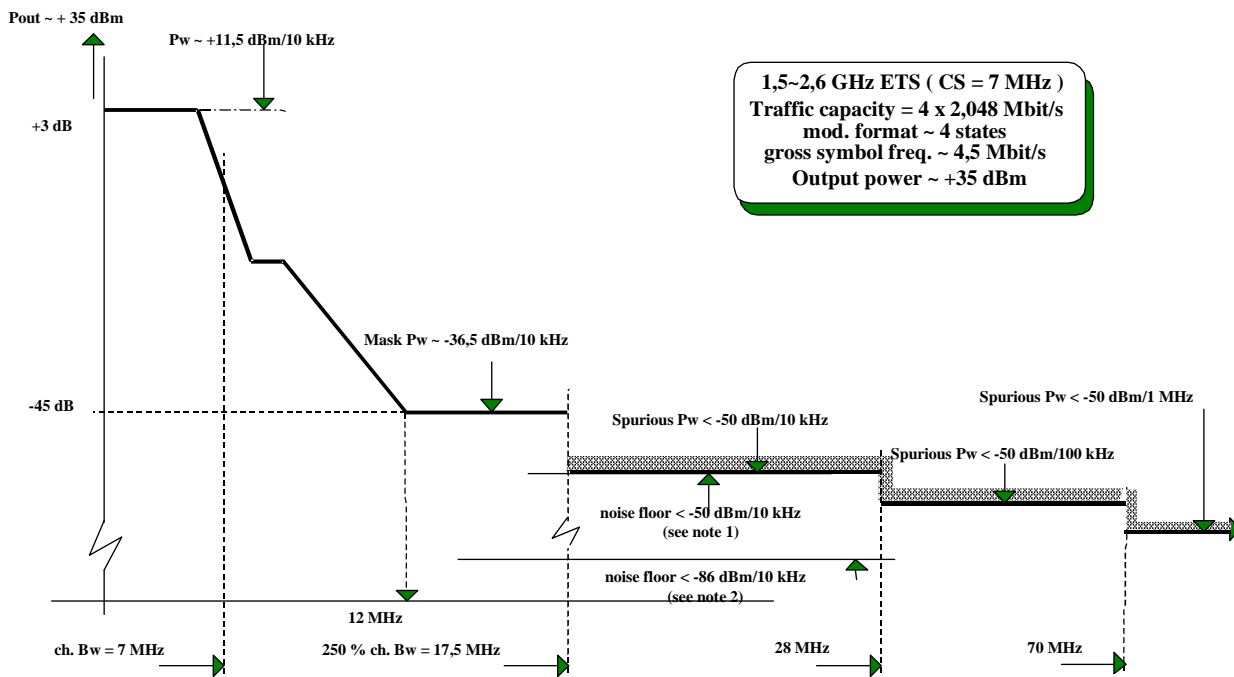 Pout ~ + 35 dBm
Pw ~ +11,5 dBm/10 kHz
+3 dB
1,5~2,6 GHz ETS ( CS = 7 MHz )
Traffic capacity = 4 x 2,048 Mbit/s
mod. format ~ 4 states
gross symbol freq. ~ 4,5 Mbit/s
Output power ~ +35 dBm
Mask Pw ~ -36,5 dBm/10 kHz
-45 dB
Spurious Pw < -50 dBm/10 kHz
Spurious Pw < -50 dBm/1 MHz
Spurious Pw < -50 dBm/100 kHz
noise floor < -50 dBm/10 kHz
(see note 1)
noise floor < -86 dBm/10 kHz
(see note 2)
12 MHz
ch. Bw = 7 MHz
250 % ch. Bw = 17,5 MHz
28 MHz
70 MHz